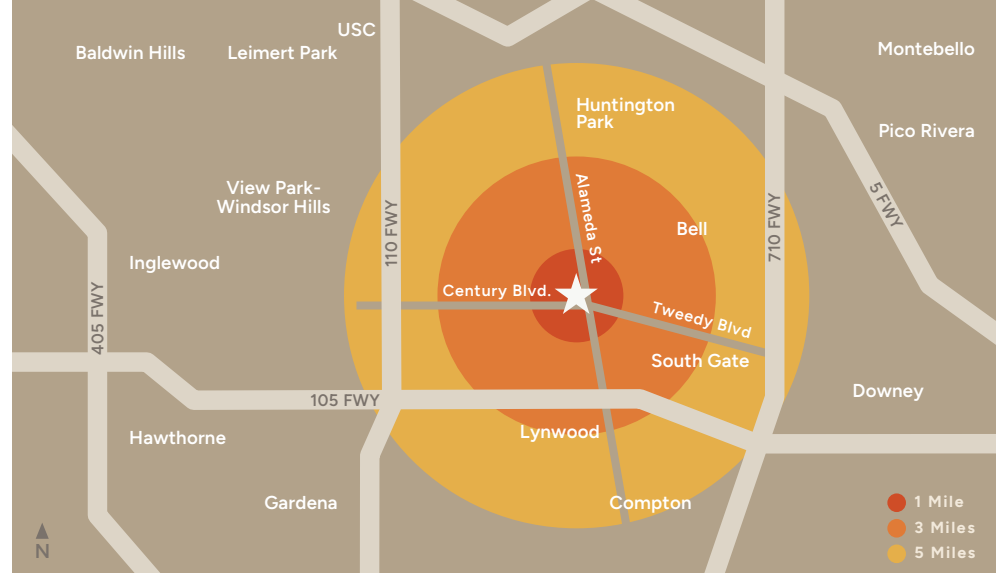 USC
Baldwin Hills
Leimert Park
Montebello
Huntington
Park
Pico Rivera
View Park-
Windsor Hills
Alameda St
110 FWY
710 FWY
5 FWY
Bell
Inglewood
405 FWY
Century Blvd.
Tweedy Blvd
South Gate
Downey
105 FWY
Hawthorne
Lynwood
Gardena
Compton
1 Mile
3 Miles
5 Miles
N